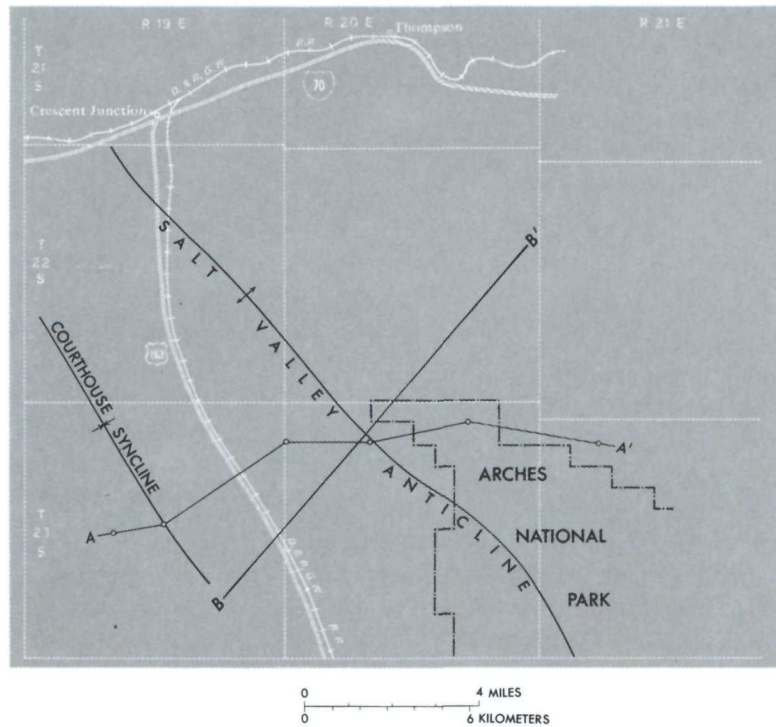 R 19 E
R 20 E
R 21 E
Thompson
R.R.
T
21
S
D. & R. G. W.
70
Crescent Junction
T
22
S
SALT VALLEY ANTICLINE
B'
COURTHOUSE SYNCLINE
A
A'
ARCHES
NATIONAL
PARK
T
23
S
B
R.R.
0 4 MILES
0 6 KILOMETERS